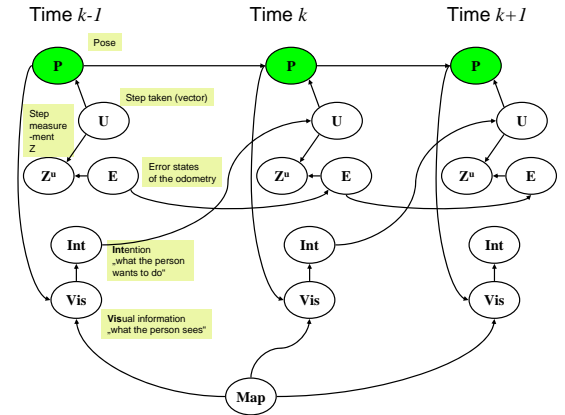 Time k-1
Time k
Time k+1
Pose
P
P
P
Step taken (vector)
Step
measure
-ment
Z
U
U
U
Zᵘ
E
Error states
of the odometry
Zᵘ
E
Zᵘ
E
Int
Intention
„what the person
wants to do“
Int
Int
Vis
Visual information
„what the person sees“
Vis
Vis
Map